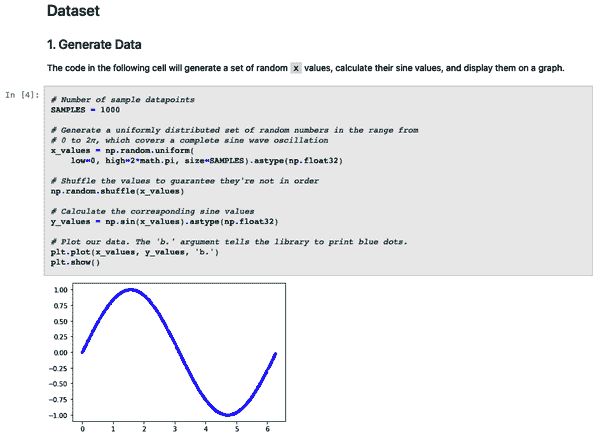 Dataset
1. Generate Data
The code in the following cell will generate a set of random x values, calculate their sine values, and display them on a graph.
In [4]:
# Number of sample datapoints
SAMPLES = 1000
# Generate a uniformly distributed set of random numbers in the range from
# 0 to 2π, which covers a complete sine wave oscillation
x_values = np.random.uniform(
low=0, high=2*math.pi, size=SAMPLES).astype(np.float32)
# Shuffle the values to guarantee they're not in order
np.random.shuffle(x_values)
# Calculate the corresponding sine values
y_values = np.sin(x_values).astype(np.float32)
# Plot our data. The 'b.' argument tells the library to print blue dots.
plt.plot(x_values, y_values, 'b.')
plt.show()
1.00
0.75
0.50
0.25
0.00
−0.25
−0.50
−0.75
−1.00
0 1 2 3 4 5 6